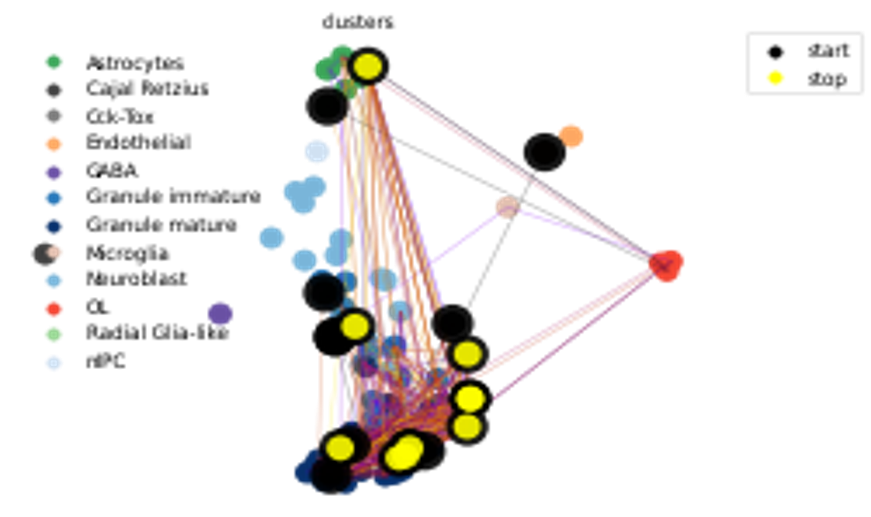 clusters
Astrocytes
Cajal Retzius
Cck-Tox
Endothelial
GABA
Granule immature
Granule mature
Microglia
Neuroblast
OL
Radial Glia-like
nIPC
start
stop